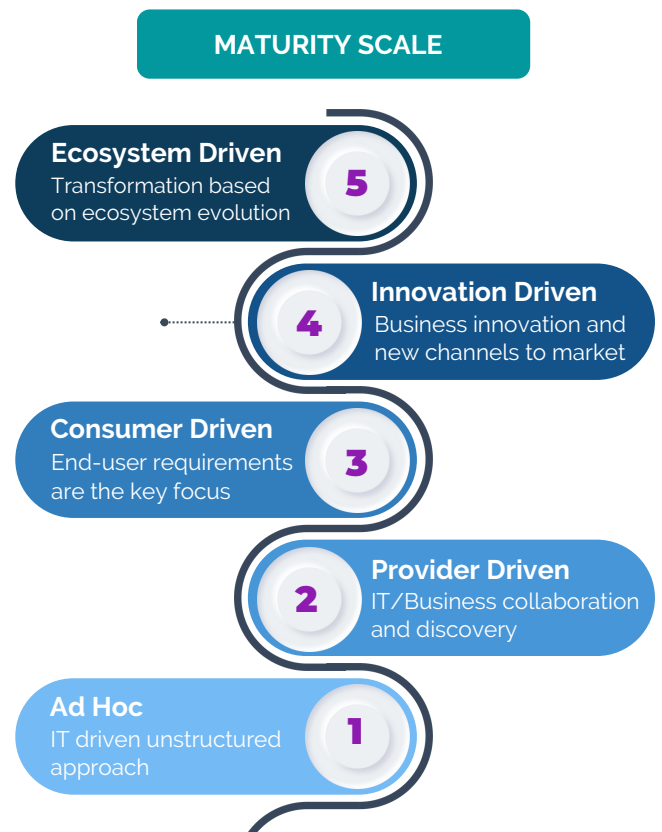 MATURITY SCALE
Ecosystem Driven
Transformation based
on ecosystem evolution
5
Innovation Driven
4
Business innovation and
new channels to market
Consumer Driven
End-user requirements
are the key focus
3
Provider Driven
2
IT/Business collaboration
and discovery
Ad Hoc
IT driven unstructured
approach
1